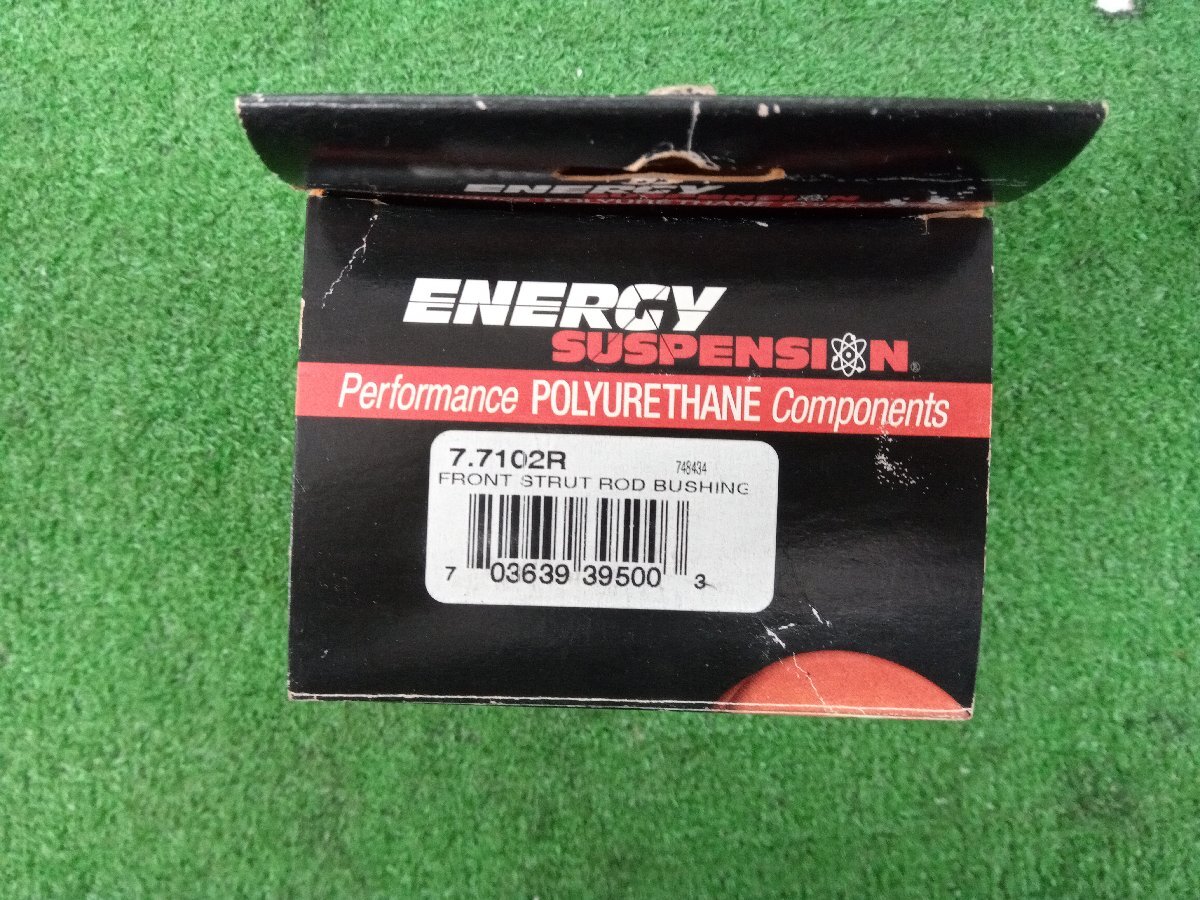 ENERGY
ENERGY
SUSPENSION®
Performance POLYURETHANE Components
7.7102R 748434
FRONT STRUT ROD BUSHING
7 03639 39500 3